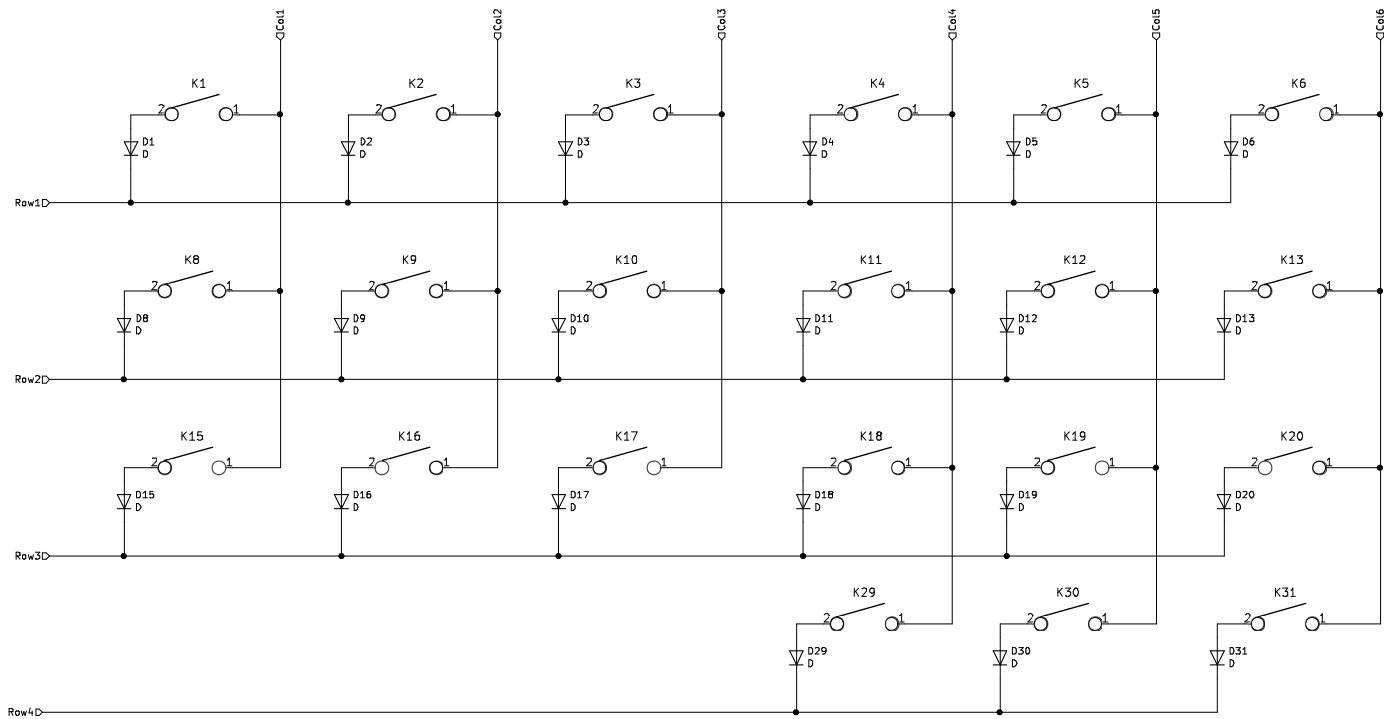 Col1 Col2 Col3 Col4 Col5 Col6
K1 K2 K3 K4 K5 K6
2 1 2 1 2 1 2 1 2 1 2 1
D1 D2 D3 D4 D5 D6
D D D D D D
Row1
K8 K9 K10 K11 K12 K13
2 1 2 1 2 1 2 1 2 1 2 1
D8 D9 D10 D11 D12 D13
D D D D D D
Row2
K15 K16 K17 K18 K19 K20
2 1 2 1 2 1 2 1 2 1 2 1
D15 D16 D17 D18 D19 D20
D D D D D D
Row3
K29 K30 K31
2 1 2 1 2 1
D29 D30 D31
D D D
Row4